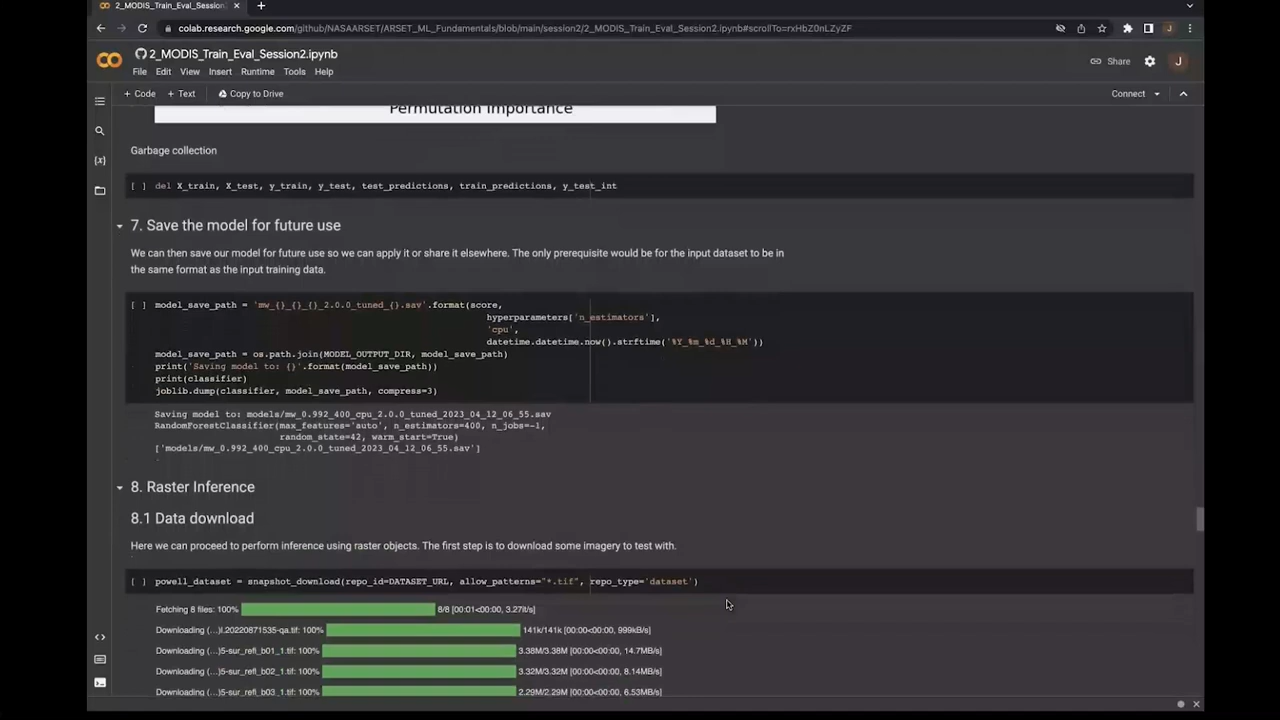 2_MODIS_Train_Eval_Session2.ipynb
colab.research.google.com/github/NASAARSET/ARSET_ML_Fundamentals/blob/main/session2/2_MODIS_Train_Eval_Session2.ipynb#scrollTo=rxHbZ0nLZyZF
J
CO
2_MODIS_Train_Eval_Session2.ipynb
Share
J
File Edit View Insert Runtime Tools Help
+ Code + Text Copy to Drive
Connect
Permutation Importance
{x}
Garbage collection
[ ] del X_train, X_test, y_train, y_test, test_predictions, train_predictions, y_test_int
7. Save the model for future use
We can then save our model for future use so we can apply it or share it elsewhere. The only prerequisite would be for the input dataset to be in
the same format as the input training data.
[ ] model_save_path = 'mw_{}_{}_{}_2.0.0_tuned_{}.sav'.format(score,
hyperparameters['n_estimators'],
'cpu',
datetime.datetime.now().strftime('%Y_%m_%d_%H_%M'))
model_save_path = os.path.join(MODEL_OUTPUT_DIR, model_save_path)
print('Saving model to: {}'.format(model_save_path))
print(classifier)
joblib.dump(classifier, model_save_path, compress=3)
Saving model to: models/mw_0.992_400_cpu_2.0.0_tuned_2023_04_12_06_55.sav
RandomForestClassifier(max_features='auto', n_estimators=400, n_jobs=-1,
random_state=42, warm_start=True)
['models/mw_0.992_400_cpu_2.0.0_tuned_2023_04_12_06_55.sav']
8. Raster Inference
8.1 Data download
Here we can proceed to perform inference using raster objects. The first step is to download some imagery to test with.
[ ] powell_dataset = snapshot_download(repo_id=DATASET_URL, allow_patterns="*.tif", repo_type='dataset')
Fetching 8 files: 100% 8/8 [00:01<00:00, 3.27it/s]
Downloading (…)l.20220871535-qa.tif: 100% 141k/141k [00:00<00:00, 999kB/s]
Downloading (…)5-sur_refl_b01_1.tif: 100% 3.38M/3.38M [00:00<00:00, 14.7MB/s]
Downloading (…)5-sur_refl_b02_1.tif: 100% 3.32M/3.32M [00:00<00:00, 8.14MB/s]
Downloading (…)5-sur_refl_b03_1.tif: 100% 2.29M/2.29M [00:00<00:00, 6.53MB/s]